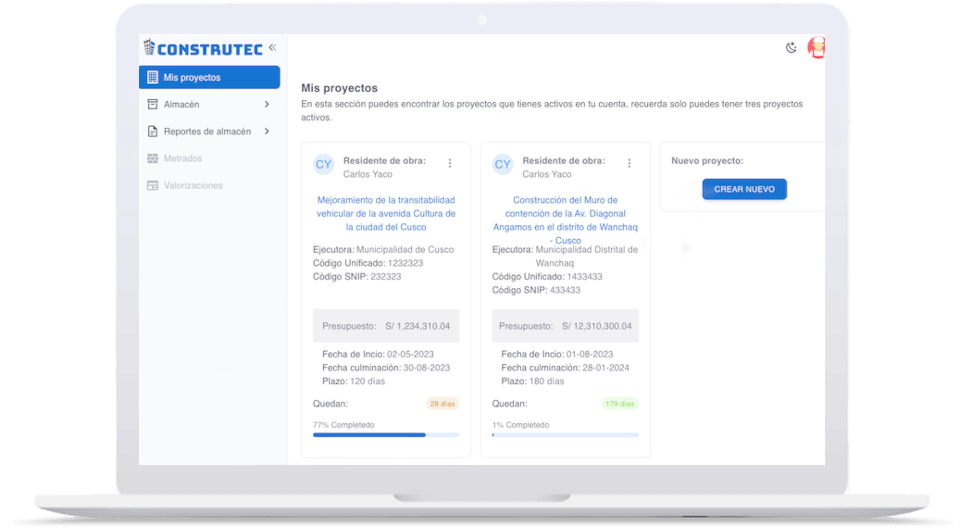 CONSTRUTEC
Mis proyectos
Almacén
Reportes de almacén
Metrados
Valorizaciones
Mis proyectos
En esta sección puedes encontrar los proyectos que tienes activos en tu cuenta, recuerda solo puedes tener tres proyectos
activos.
CY
Residente de obra:
Carlos Yaco
Mejoramiento de la transitabilidad
vehicular de la avenida Cultura de
la ciudad del Cusco
Ejecutora: Municipalidad de Cusco
Código Unificado: 1232323
Código SNIP: 232323
Presupuesto: S/ 1,234,310.04
Fecha de Incio: 02-05-2023
Fecha culminación: 30-08-2023
Plazo: 120 días
Quedan: 28 días
77% Completedo
CY
Residente de obra:
Carlos Yaco
Construcción del Muro de
contención de la Av. Diagonal
Angamos en el distrito de Wanchaq
- Cusco
Ejecutora: Municipalidad Distrital de
Wanchaq
Código Unificado: 1433433
Código SNIP: 433433
Presupuesto: S/ 12,310,300.04
Fecha de Incio: 01-08-2023
Fecha culminación: 28-01-2024
Plazo: 180 días
Quedan: 179 días
1% Completedo
Nuevo proyecto:
CREAR NUEVO